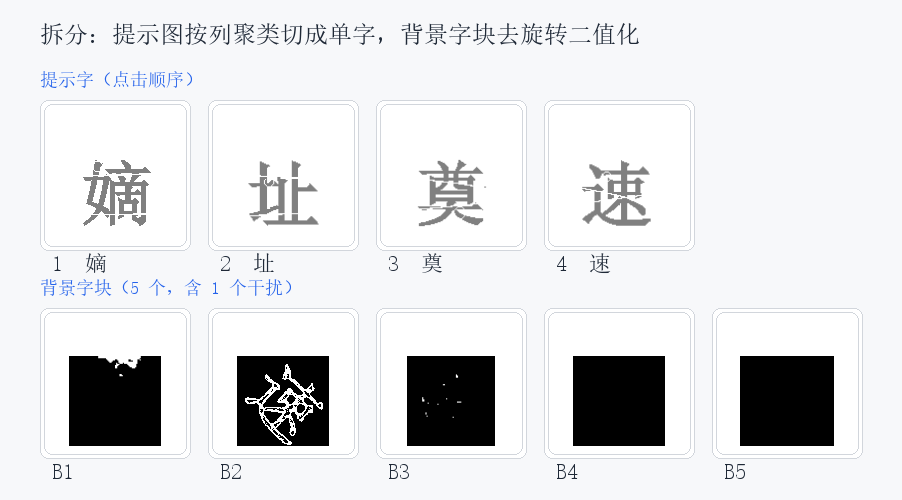 拆分：提示图按列聚类切成单字，背景字块去旋转二值化
提示字（点击顺序）
嫡 址 奠 速
1 嫡 2 址 3 奠 4 速
背景字块（5 个，含 1 个干扰）
B1 B2 B3 B4 B5